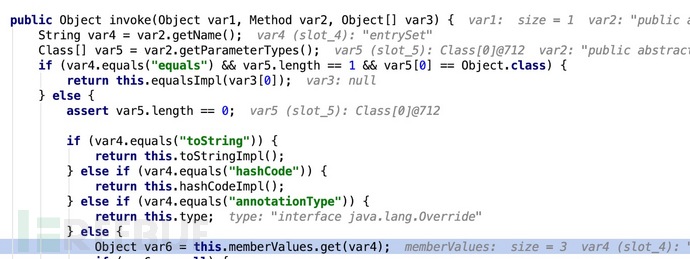 public Object invoke(Object var1, Method var2, Object[] var3) { var1: size = 1 var2: "public a
String var4 = var2.getName(); var4 (slot_4): "entrySet"
Class[] var5 = var2.getParameterTypes(); var5 (slot_5): Class[0]@712 var2: "public abstrac
if (var4.equals("equals") && var5.length == 1 && var5[0] == Object.class) {
return this.equalsImpl(var3[0]); var3: null
} else {
assert var5.length == 0; var5 (slot_5): Class[0]@712
if (var4.equals("toString")) {
return this.toStringImpl();
} else if (var4.equals("hashCode")) {
return this.hashCodeImpl();
} else if (var4.equals("annotationType")) {
return this.type; type: "interface java.lang.Override"
} else {
Object var6 = this.memberValues.get(var4); memberValues: size = 3 var4 (slot_4): "